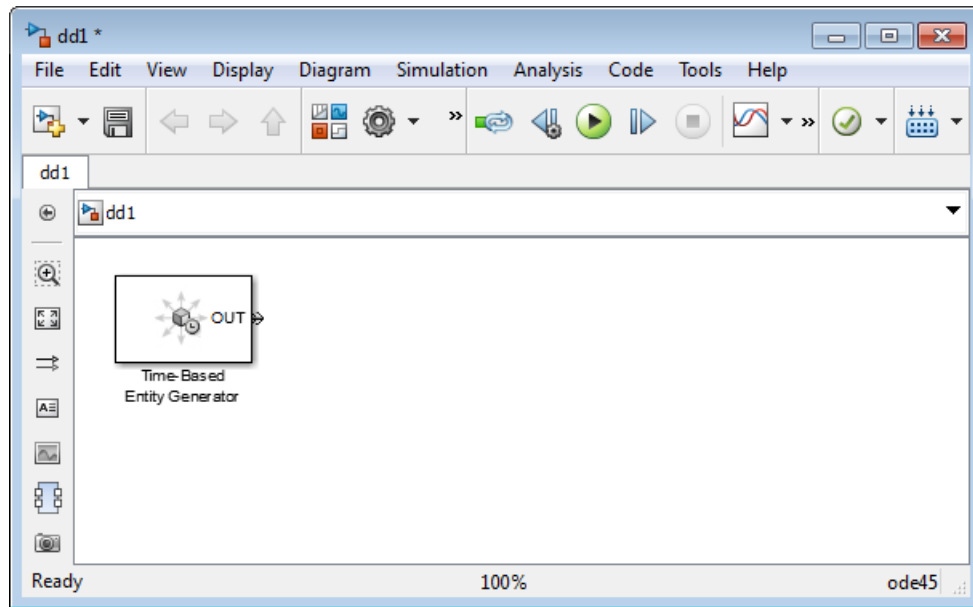 dd1 *
File Edit View Display Diagram Simulation Analysis Code Tools Help
» »
dd1
dd1
OUT
Time-Based
Entity Generator
Ready 100% ode45